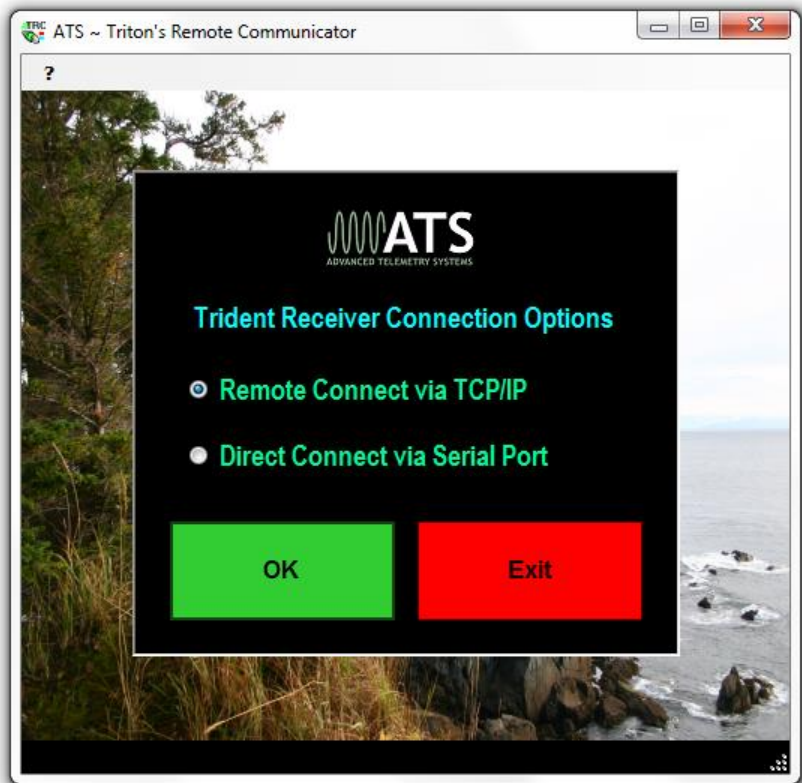 TRC
ATS ~ Triton's Remote Communicator
?
ATS
ADVANCED TELEMETRY SYSTEMS
Trident Receiver Connection Options
Remote Connect via TCP/IP
Direct Connect via Serial Port
OK Exit